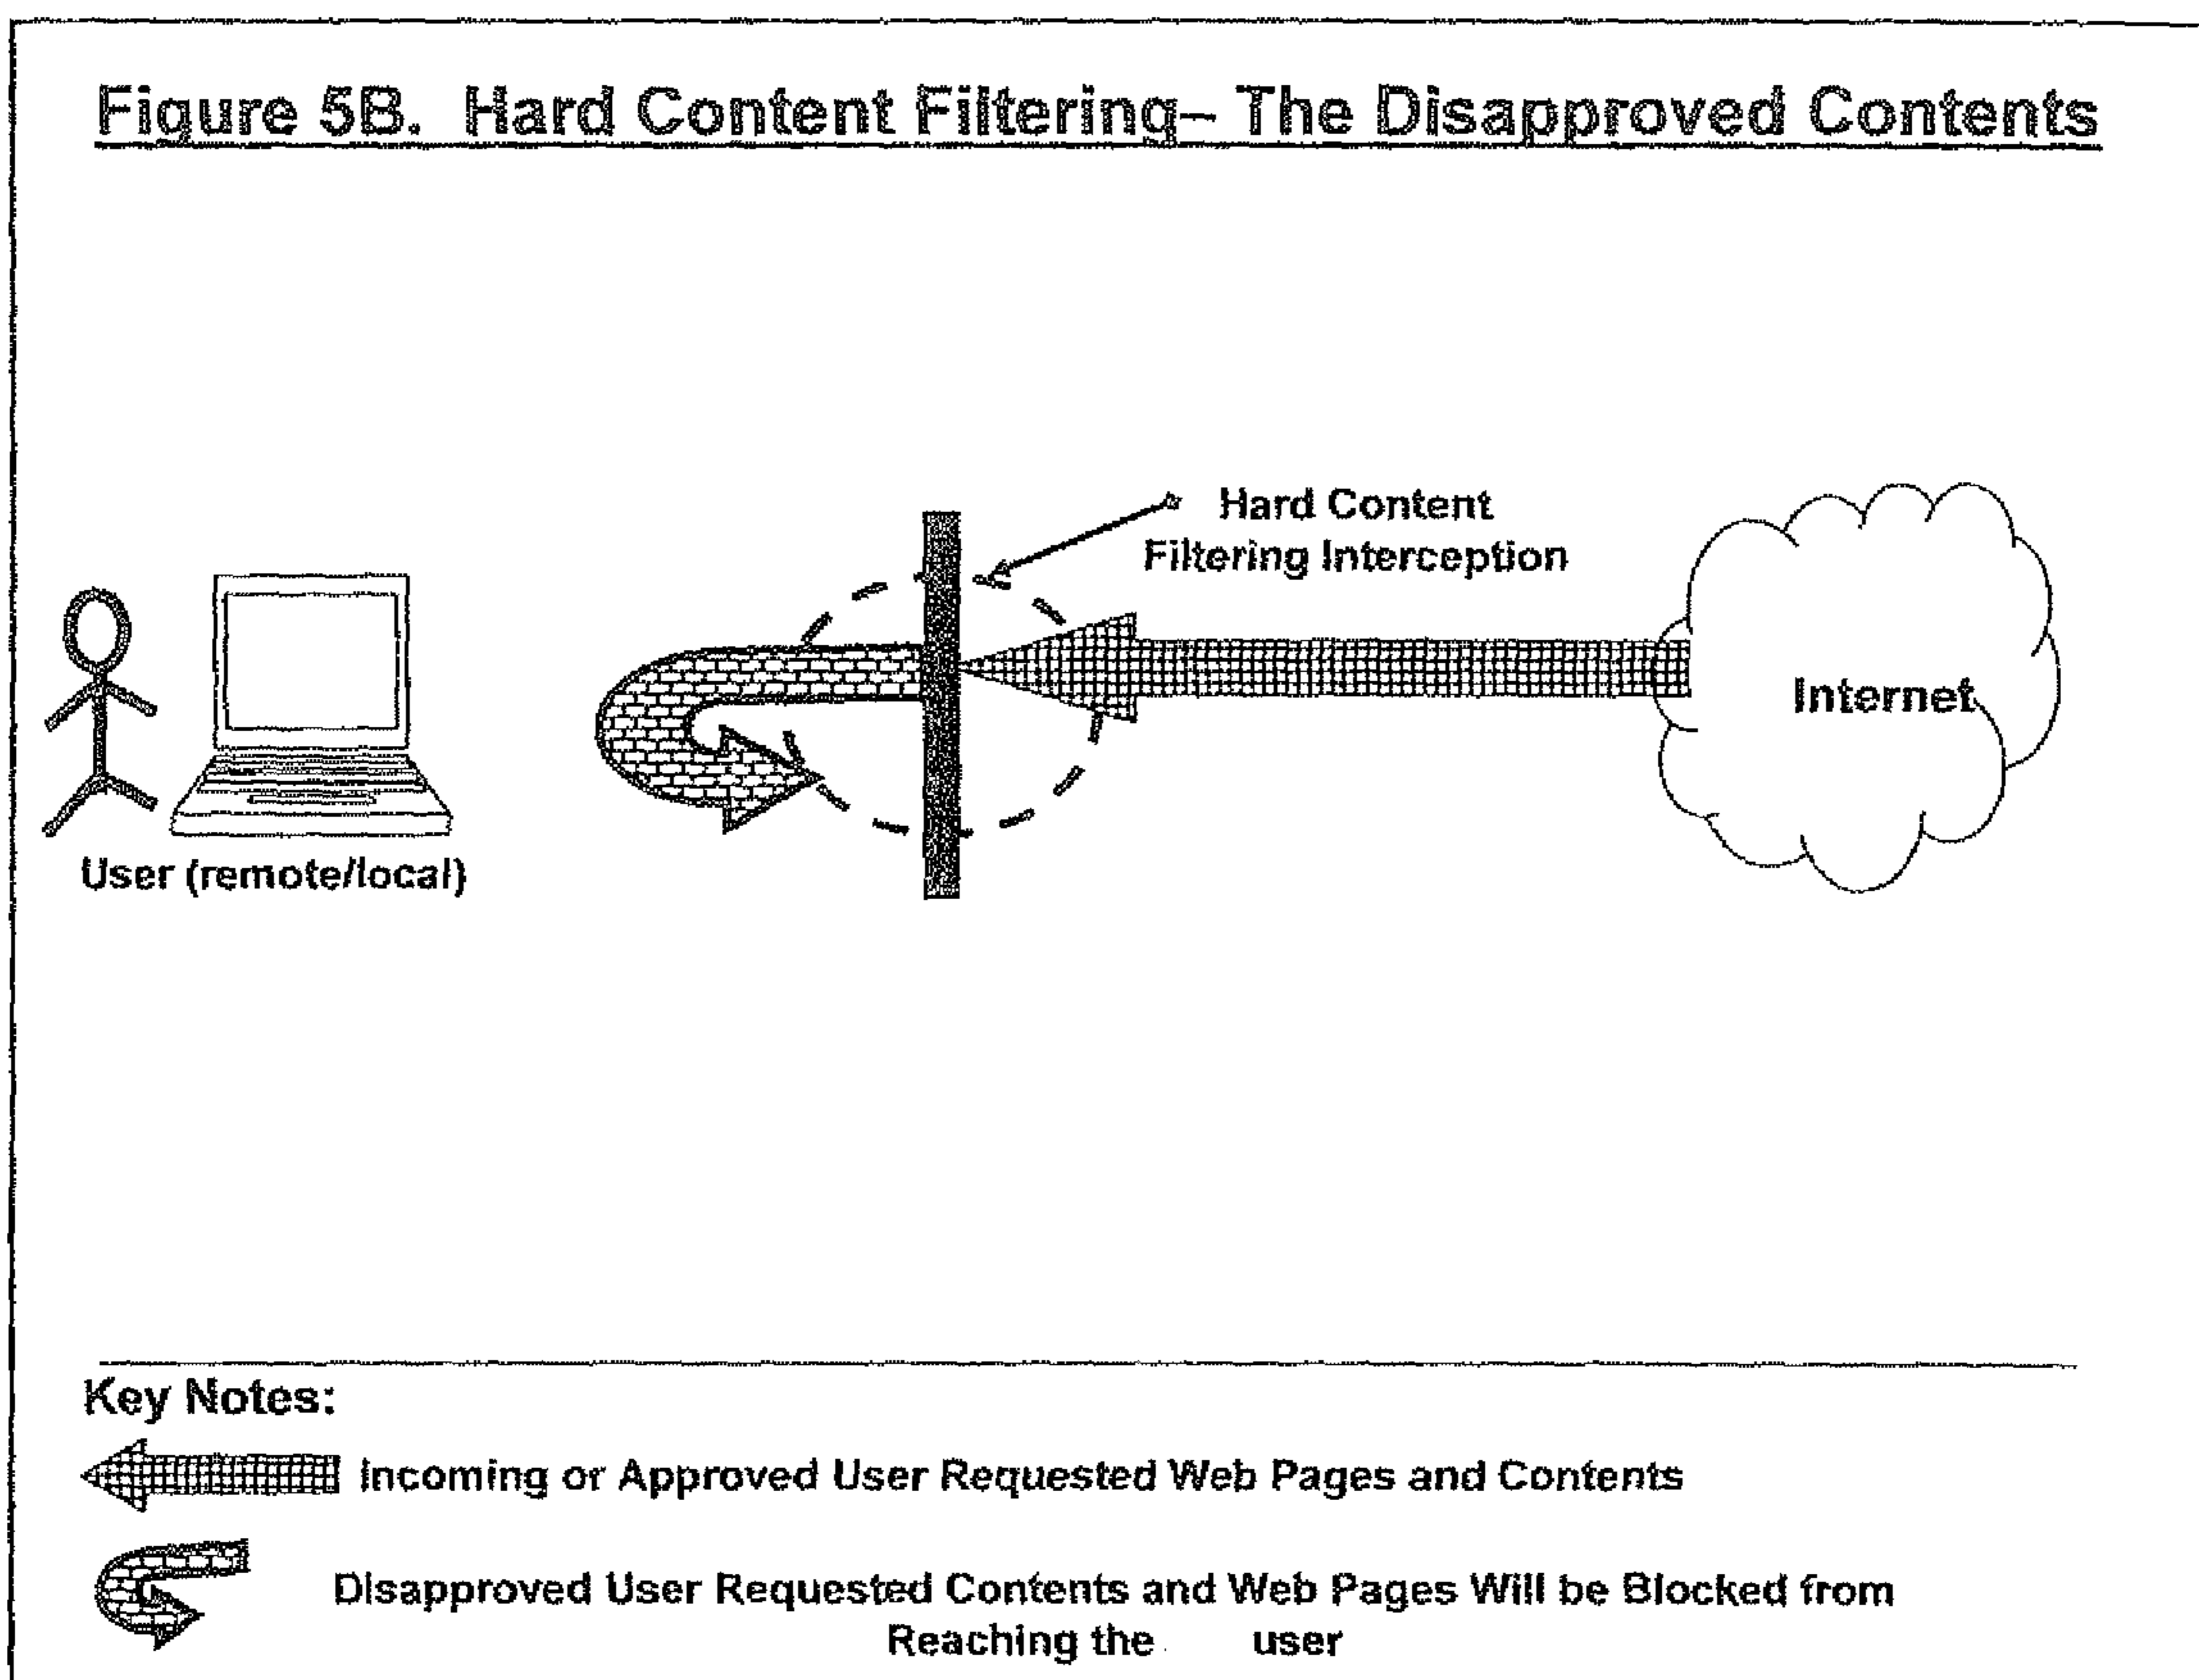 Figure 5B. Hard Content Filtering– The Disapproved Contents
Hard Content
Filtering Interception
Internet
User (remote/local)
Key Notes:
Incoming or Approved User Requested Web Pages and Contents
Disapproved User Requested Contents and Web Pages Will be Blocked from
Reaching the user